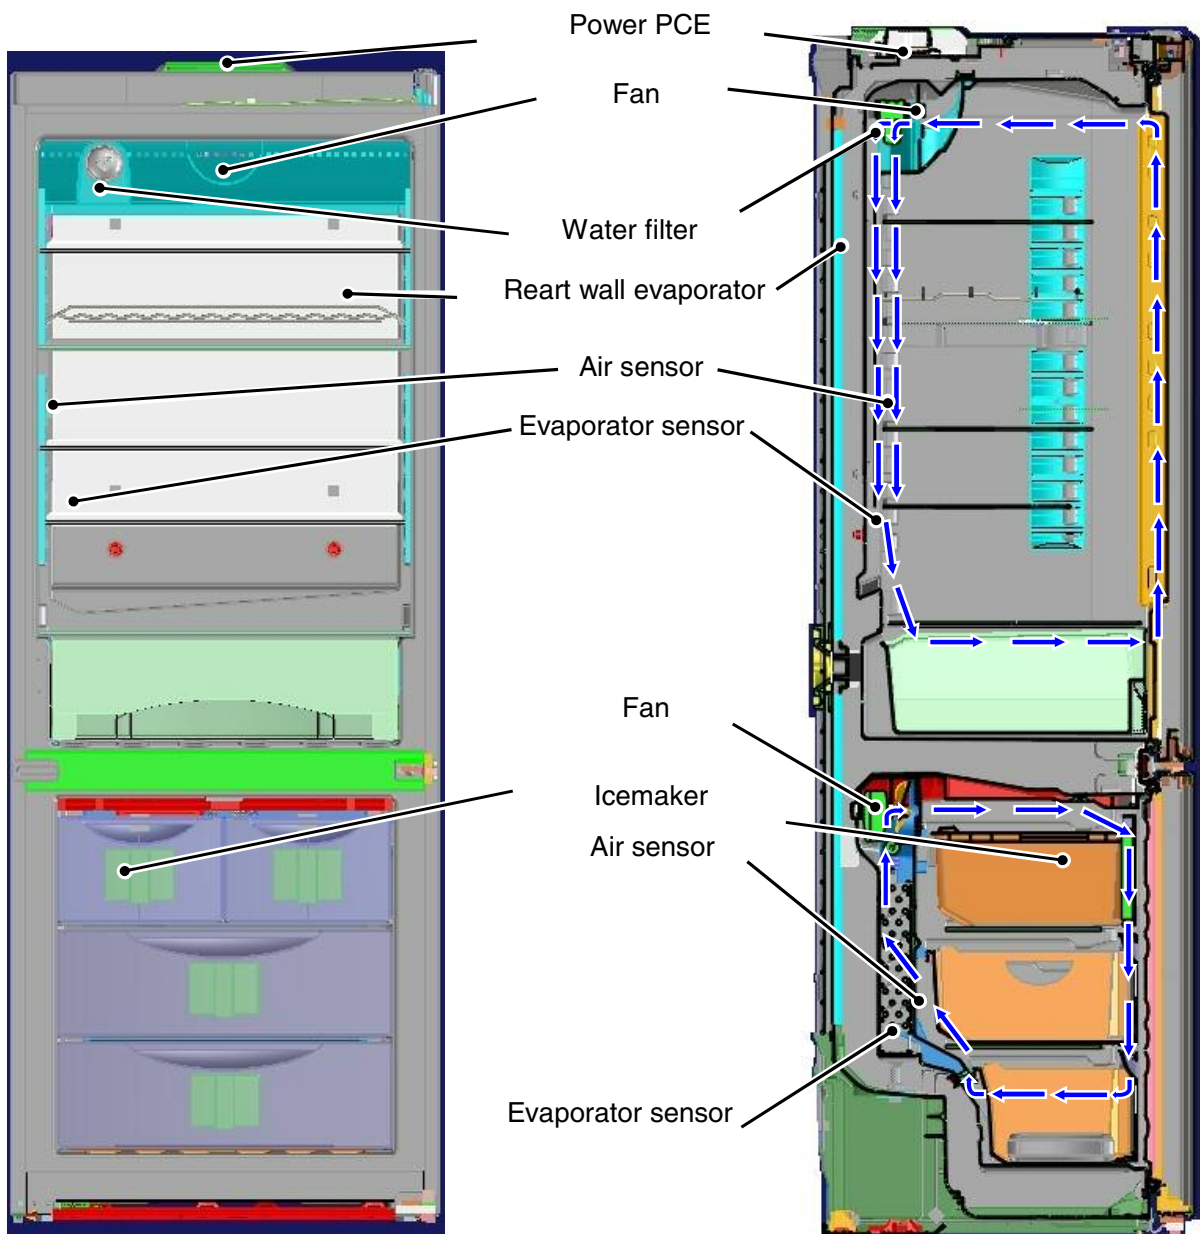 Power PCE
Fan
Water filter
Reart wall evaporator
Air sensor
Evaporator sensor
Fan
Icemaker
Air sensor
Evaporator sensor